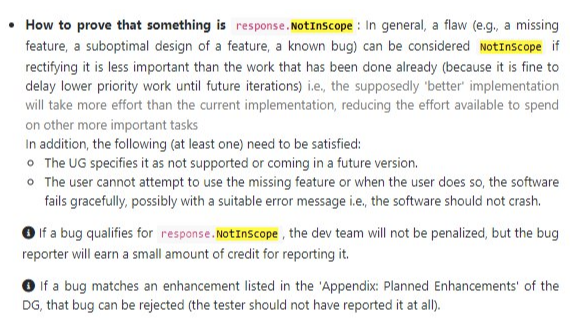 • How to prove that something is response.NotInScope : In general, a flaw (e.g., a missing
feature, a suboptimal design of a feature, a known bug) can be considered NotInScope if
rectifying it is less important than the work that has been done already (because it is fine to
delay lower priority work until future iterations) i.e., the supposedly 'better' implementation
will take more effort than the current implementation, reducing the effort available to spend
on other more important tasks
In addition, the following (at least one) need to be satisfied:
○ The UG specifies it as not supported or coming in a future version.
○ The user cannot attempt to use the missing feature or when the user does so, the software
fails gracefully, possibly with a suitable error message i.e., the software should not crash.
If a bug qualifies for response.NotInScope , the dev team will not be penalized, but the bug
reporter will earn a small amount of credit for reporting it.
If a bug matches an enhancement listed in the 'Appendix: Planned Enhancements' of the
DG, that bug can be rejected (the tester should not have reported it at all).